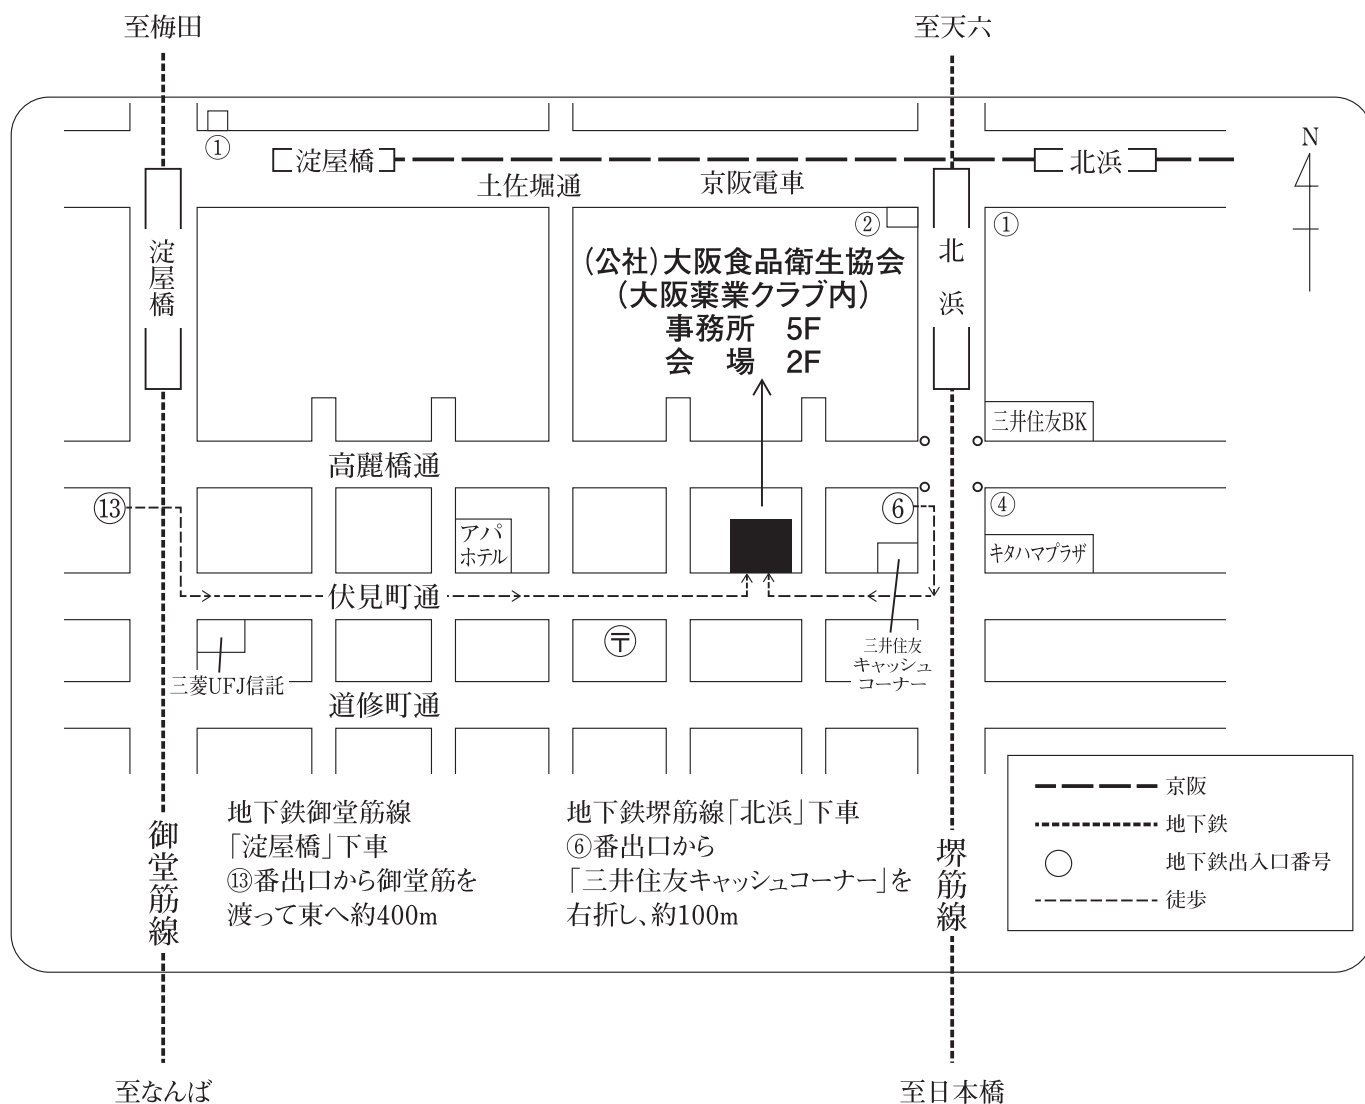 至梅田
至天六
①
淀屋橋
北浜
N
土佐堀通
京阪電車
②
①
淀屋橋
北浜
(公社)大阪食品衛生協会
(大阪薬業クラブ内)
事務所 5F
会 場 2F
三井住友BK
高麗橋通
⑬
アパ
ホテル
⑥
④
キタハマプラザ
伏見町通
〒
三井住友
キャッシュ
コーナー
三菱UFJ信託
道修町通
京阪
地下鉄
地下鉄出入口番号
徒歩
御堂筋線
地下鉄御堂筋線
「淀屋橋」下車
⑬番出口から御堂筋を
渡って東へ約400m
地下鉄堺筋線「北浜」下車
⑥番出口から
「三井住友キャッシュコーナー」を
右折し、約100m
堺筋線
至なんば
至日本橋